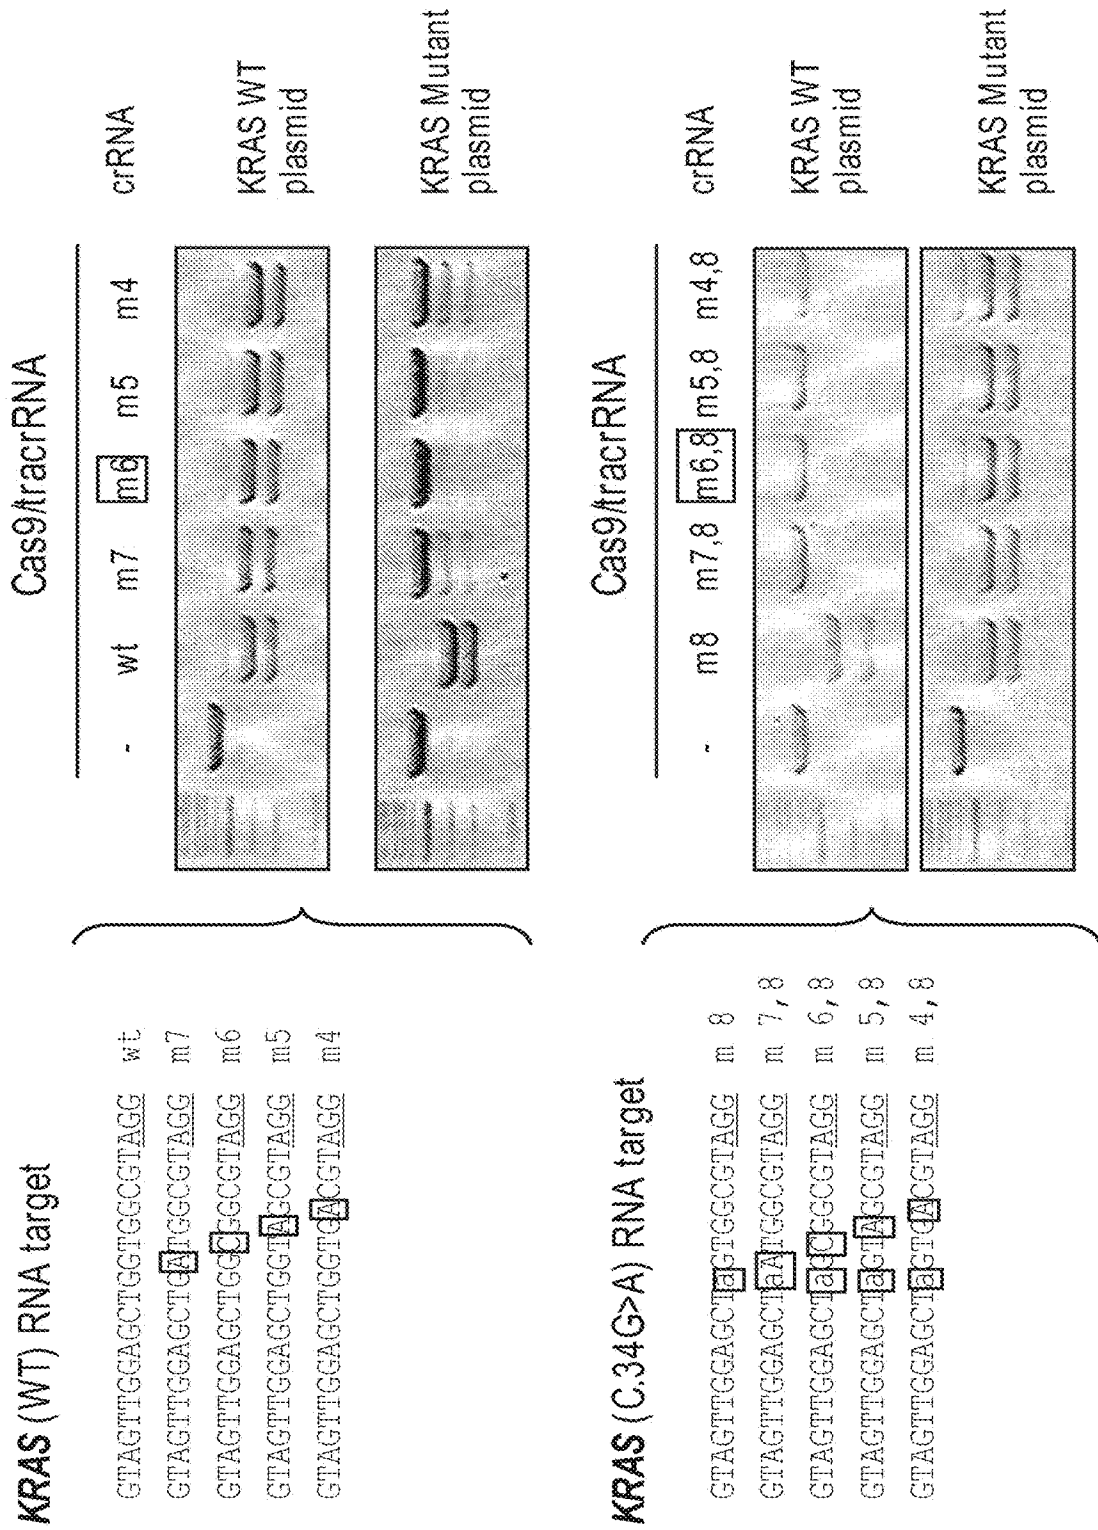 KRAS (WT) RNA target
GTAGTTGGAGCTGGTGGCGTAGG wt
GTAGTTGGAGCTGATGGCGTAGG m7
GTAGTTGGAGCTGGCGGCGTAGG m6
GTAGTTGGAGCTGGTAGCGTAGG m5
GTAGTTGGAGCTGGTGACGTAGG m4
Cas9/tracrRNA
- wt m7 m6 m5 m4 crRNA
KRAS WT
plasmid
KRAS Mutant
plasmid
KRAS (C.34G>A) RNA target
GTAGTTGGAGCTaGTGGCGTAGG m 8
GTAGTTGGAGCTaATGGCGTAGG m 7,8
GTAGTTGGAGCTaGCGGCGTAGG m 6,8
GTAGTTGGAGCTaGTAGCGTAGG m 5,8
GTAGTTGGAGCTaGTGACGTAGG m 4,8
Cas9/tracrRNA
- m8 m7,8 m6,8 m5,8 m4,8 crRNA
KRAS WT
plasmid
KRAS Mutant
plasmid